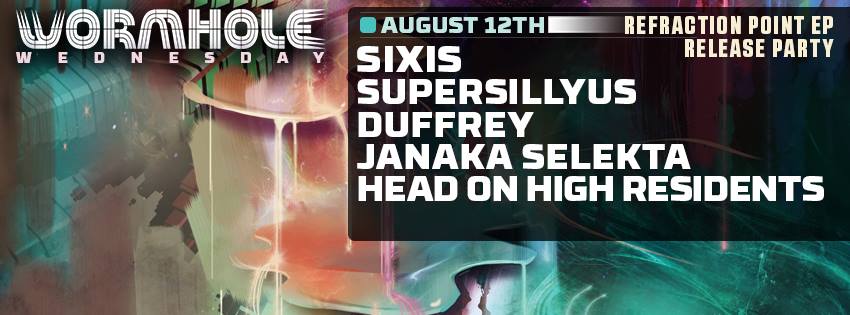 WORMHOLE
WEDNESDAY
AUGUST 12TH
REFRACTION POINT EP
RELEASE PARTY
SIXIS
SUPERSILLYUS
DUFFREY
JANAKA SELEKTA
HEAD ON HIGH RESIDENTS